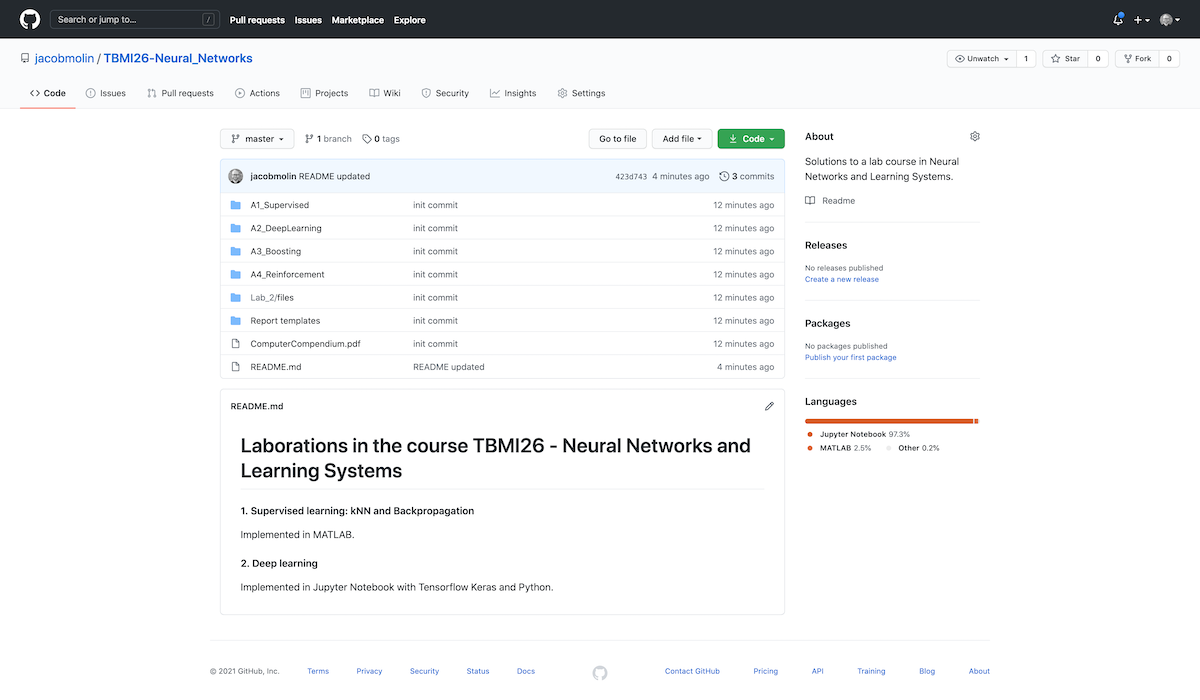 Search or jump to... /
Pull requests Issues Marketplace Explore
jacobmolin / TBMI26-Neural_Networks
Unwatch 1 Star 0 Fork 0
Code Issues Pull requests Actions Projects Wiki Security Insights Settings
master 1 branch 0 tags Go to file Add file Code
jacobmolin README updated 423d743 4 minutes ago 3 commits
A1_Supervised init commit 12 minutes ago
A2_DeepLearning init commit 12 minutes ago
A3_Boosting init commit 12 minutes ago
A4_Reinforcement init commit 12 minutes ago
Lab_2/files init commit 12 minutes ago
Report templates init commit 12 minutes ago
ComputerCompendium.pdf init commit 12 minutes ago
README.md README updated 4 minutes ago
README.md
Laborations in the course TBMI26 - Neural Networks and
Learning Systems
1. Supervised learning: kNN and Backpropagation
Implemented in MATLAB.
2. Deep learning
Implemented in Jupyter Notebook with Tensorflow Keras and Python.
About
Solutions to a lab course in Neural
Networks and Learning Systems.
Readme
Releases
No releases published
Create a new release
Packages
No packages published
Publish your first package
Languages
Jupyter Notebook 97.3%
MATLAB 2.5% Other 0.2%
© 2021 GitHub, Inc. Terms Privacy Security Status Docs Contact GitHub Pricing API Training Blog About